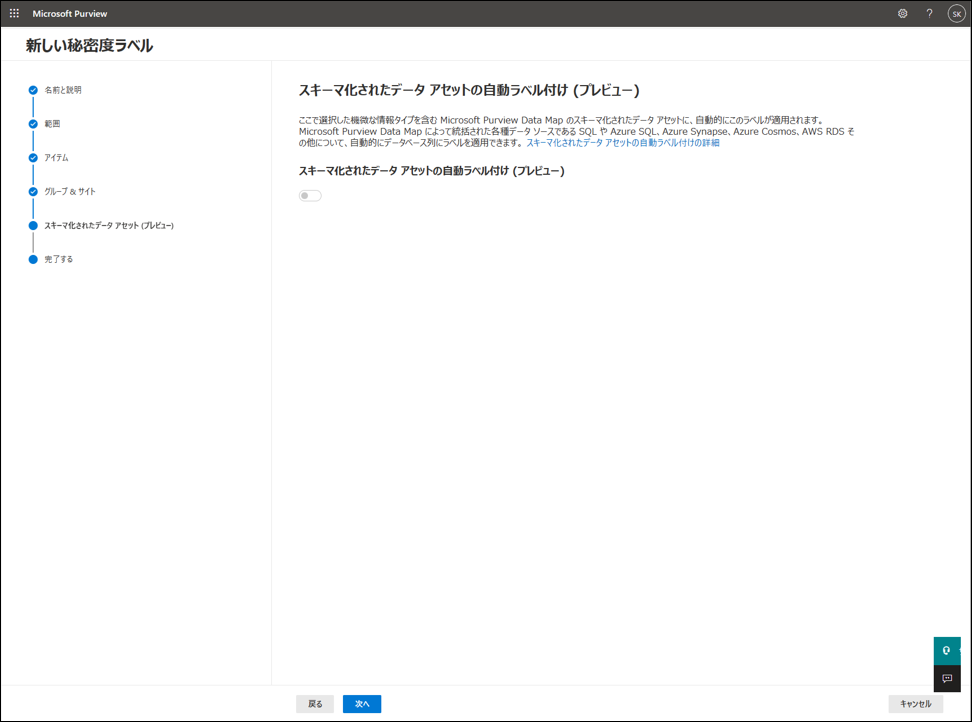 Microsoft Purview
?
SK
新しい秘密度ラベル
名前と説明
範囲
アイテム
グループ & サイト
スキーマ化されたデータ アセット (プレビュー)
完了する
スキーマ化されたデータ アセットの自動ラベル付け (プレビュー)
ここで選択した機微な情報タイプを含む Microsoft Purview Data Map のスキーマ化されたデータ アセットに、自動的にこのラベルが適用されます。
Microsoft Purview Data Map によって統括された各種データ ソースである SQL や Azure SQL、Azure Synapse、Azure Cosmos、AWS RDS そ
の他について、自動的にデータベース列にラベルを適用できます。 スキーマ化されたデータ アセットの自動ラベル付けの詳細
スキーマ化されたデータ アセットの自動ラベル付け (プレビュー)
戻る
次へ
キャンセル